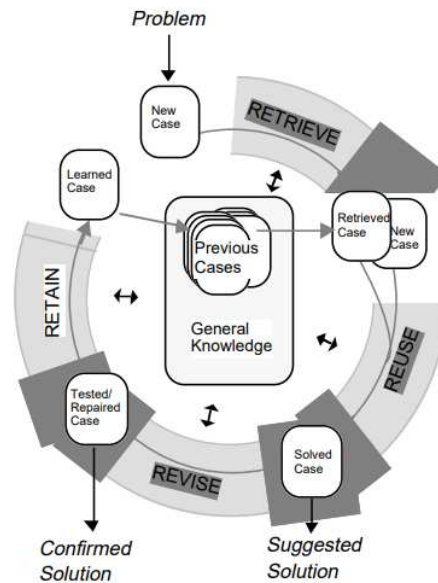 Problem
New
Case
RETRIEVE
Learned
Case
Retrieved
Case
New
Case
Previous
Cases
General
Knowledge
RETAIN
REUSE
Tested/
Repaired
Case
Solved
Case
REVISE
Confirmed
Solution
Suggested
Solution